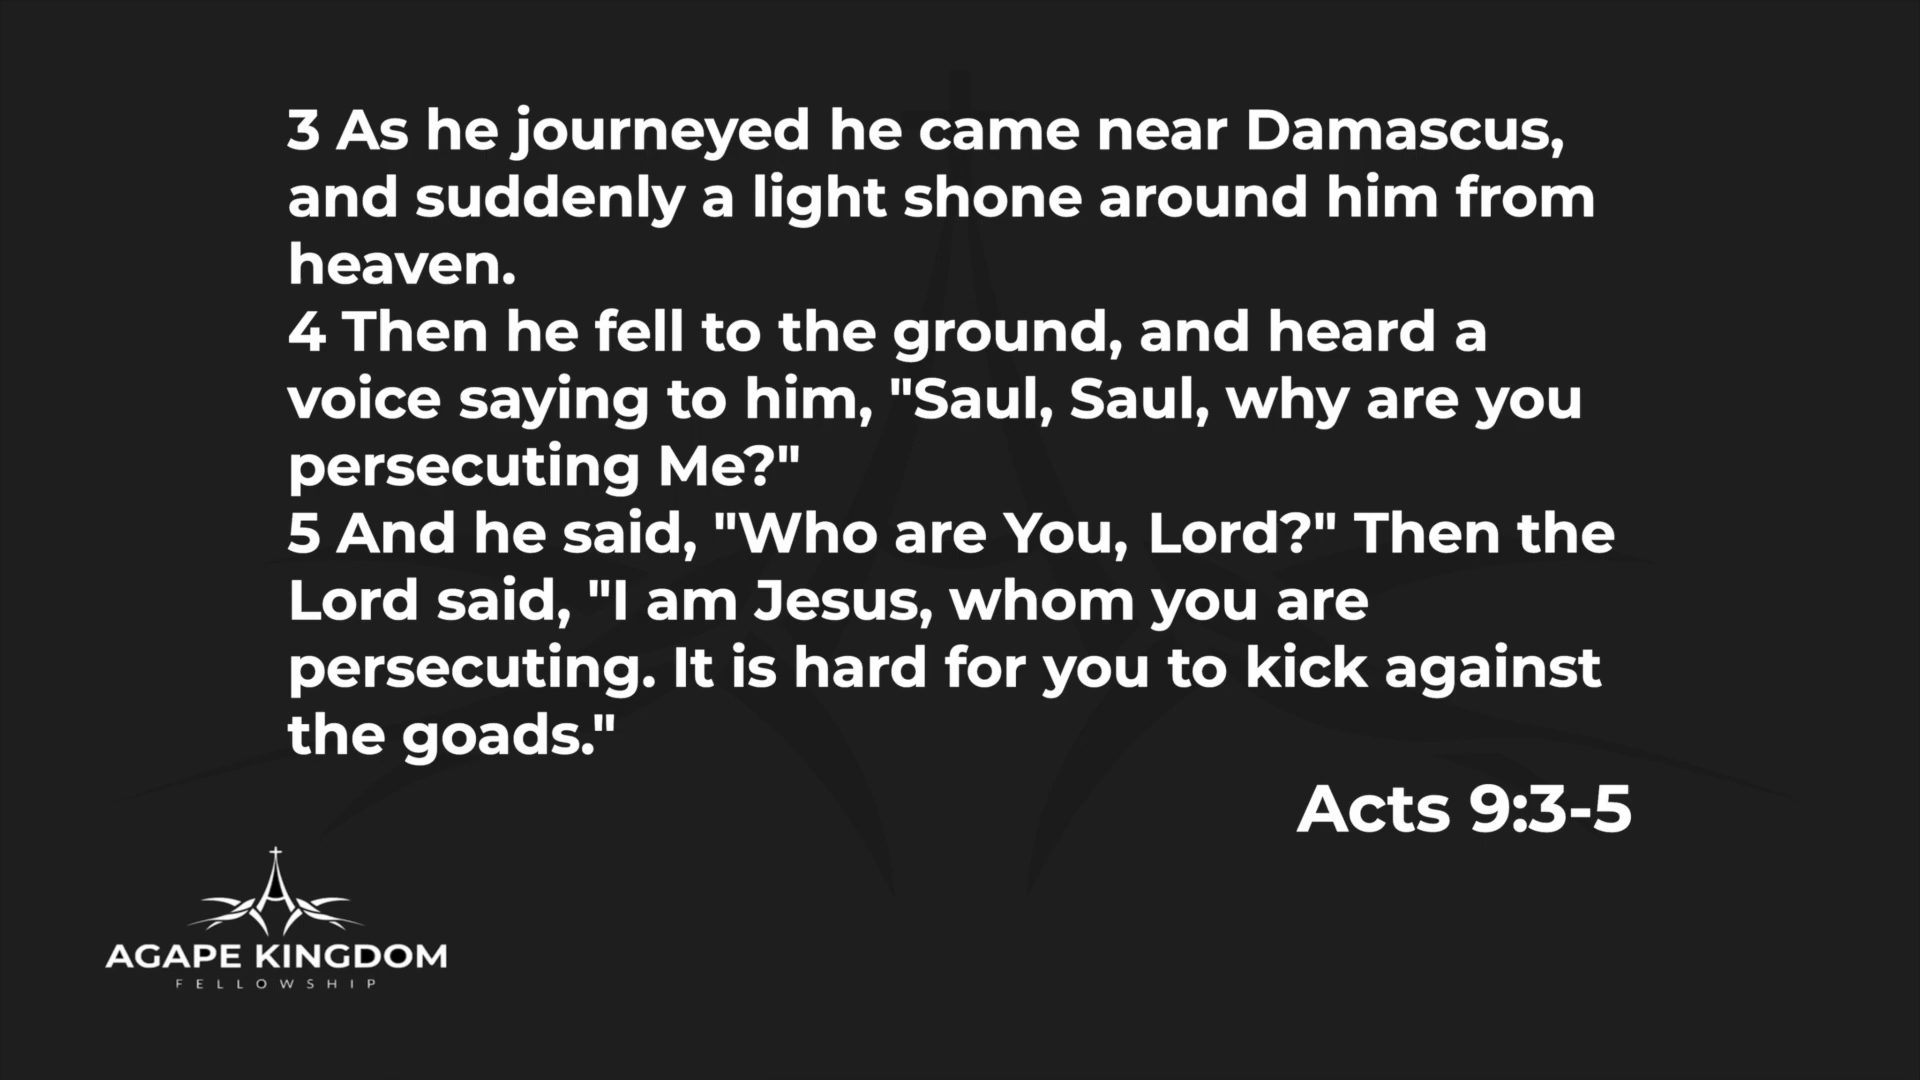 3 As he journeyed he came near Damascus,
and suddenly a light shone around him from
heaven.
4 Then he fell to the ground, and heard a
voice saying to him, "Saul, Saul, why are you
persecuting Me?"
5 And he said, "Who are You, Lord?" Then the
Lord said, "I am Jesus, whom you are
persecuting. It is hard for you to kick against
the goads."
Acts 9:3-5
AGAPE KINGDOM
FELLOWSHIP